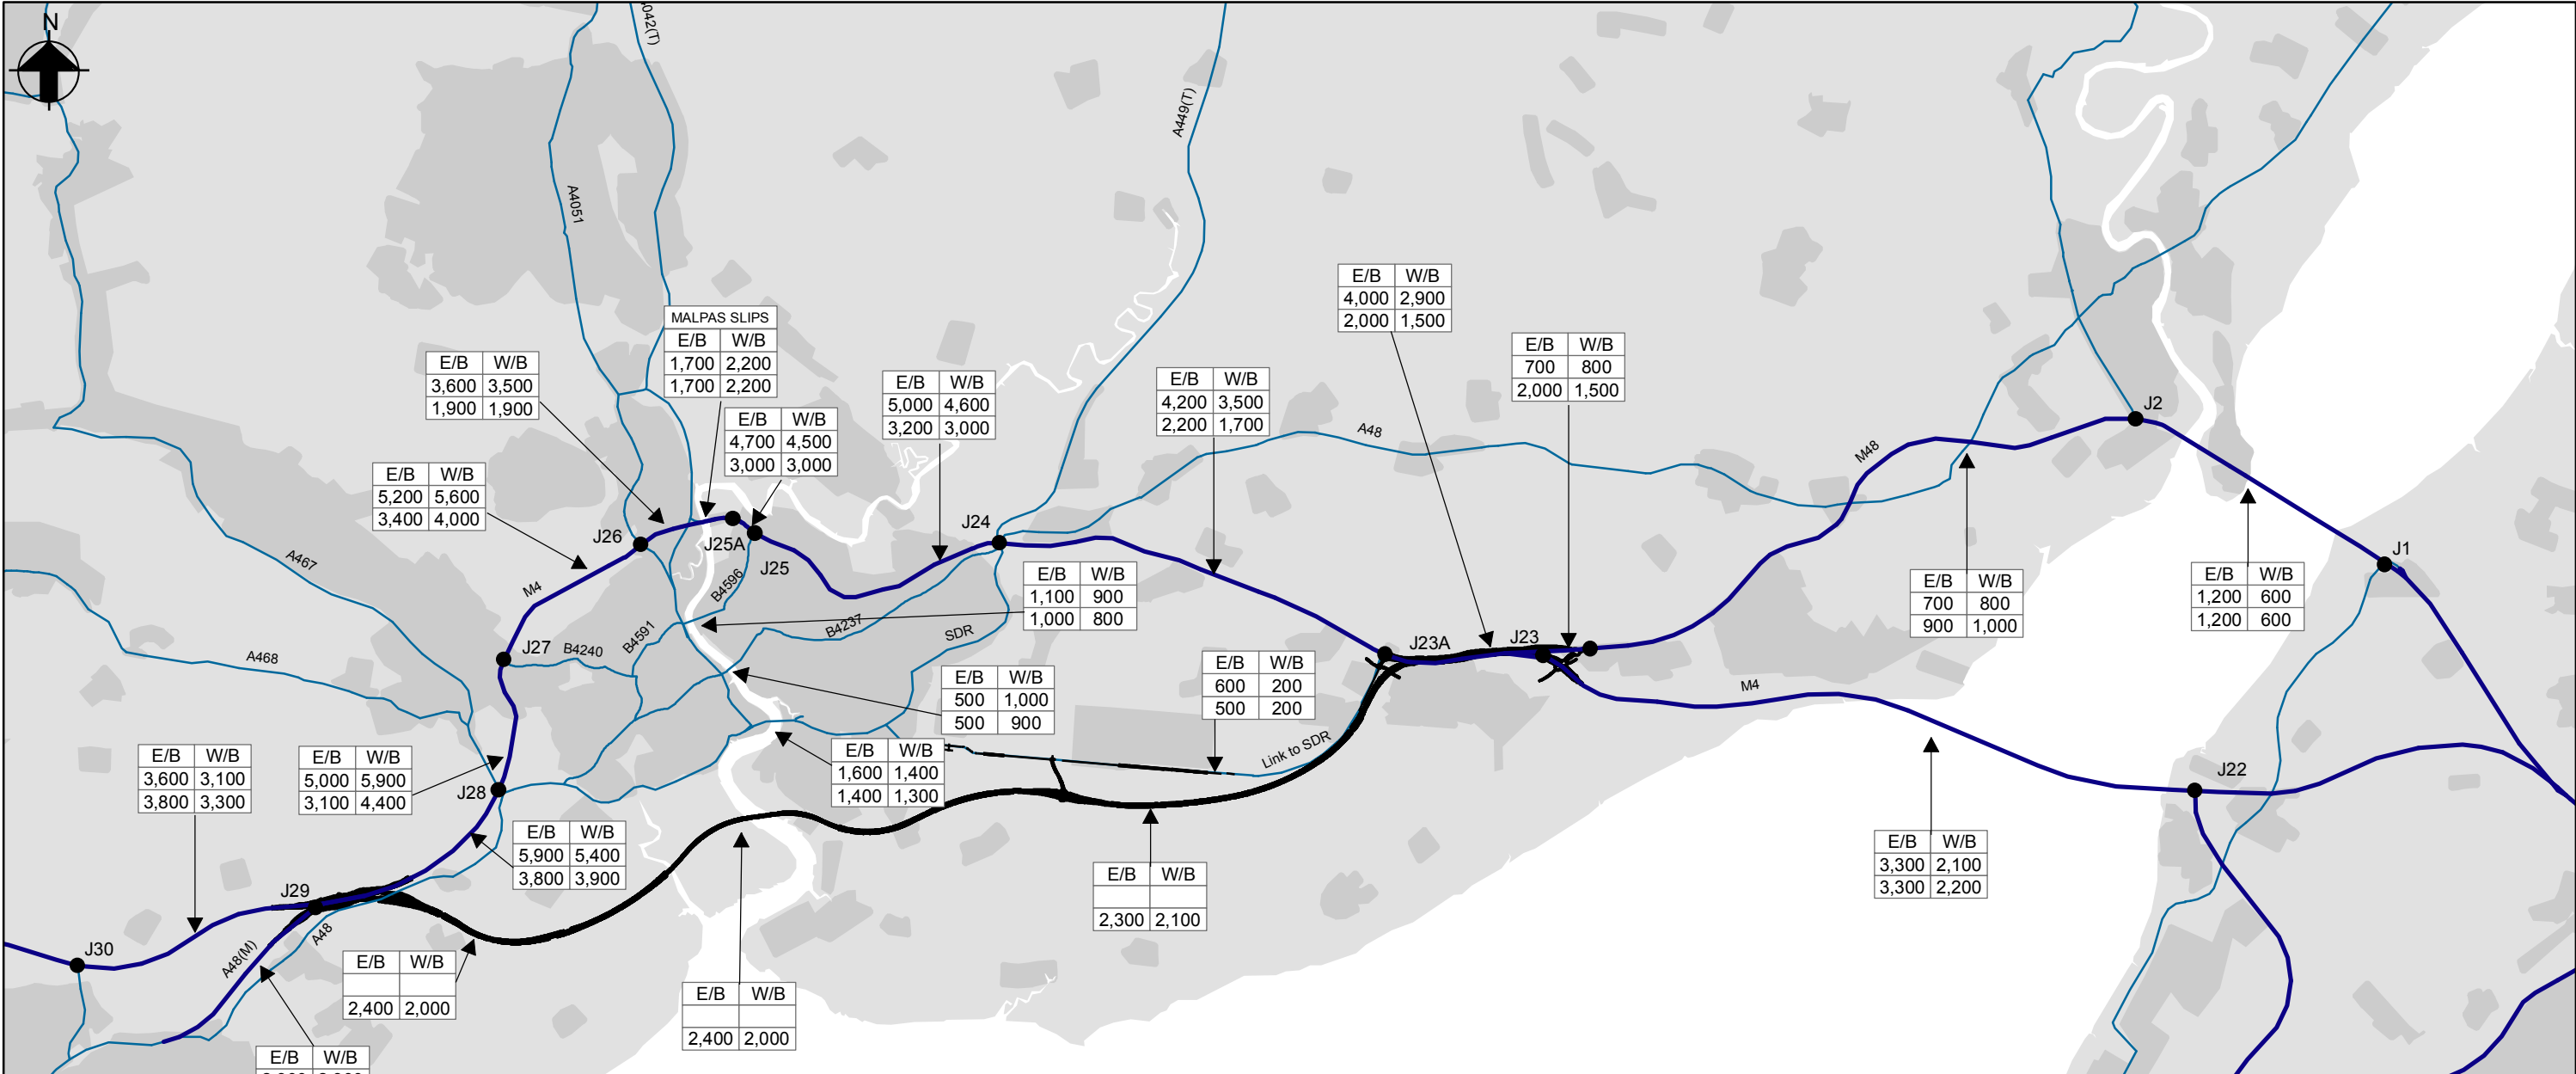 N
042(T)
A4051
A449(T)
E/B W/B
4,000 2,900
2,000 1,500
MALPAS SLIPS
E/B W/B
1,700 2,200
1,700 2,200
E/B W/B
700 800
2,000 1,500
E/B W/B
3,600 3,500
1,900 1,900
E/B W/B
5,000 4,600
3,200 3,000
E/B W/B
4,200 3,500
2,200 1,700
J2
E/B W/B
4,700 4,500
3,000 3,000
A48
M48
E/B W/B
5,200 5,600
3,400 4,000
J26
J25A
J24
J25
J1
A467
M4
B4596
E/B W/B
1,100 900
1,000 800
E/B W/B
700 800
900 1,000
E/B W/B
1,200 600
1,200 600
J27
B4240
B4591
B4237
SDR
J23A
J23
A468
E/B W/B
500 1,000
500 900
E/B W/B
600 200
500 200
M4
E/B W/B
3,600 3,100
3,800 3,300
E/B W/B
5,000 5,900
3,100 4,400
J28
E/B W/B
1,600 1,400
1,400 1,300
Link to SDR
J22
E/B W/B
5,900 5,400
3,800 3,900
E/B W/B
2,300 2,100
E/B W/B
3,300 2,100
3,300 2,200
J29
J30
A48(M)
A48
E/B W/B
2,400 2,000
E/B W/B
2,400 2,000
E/B W/B